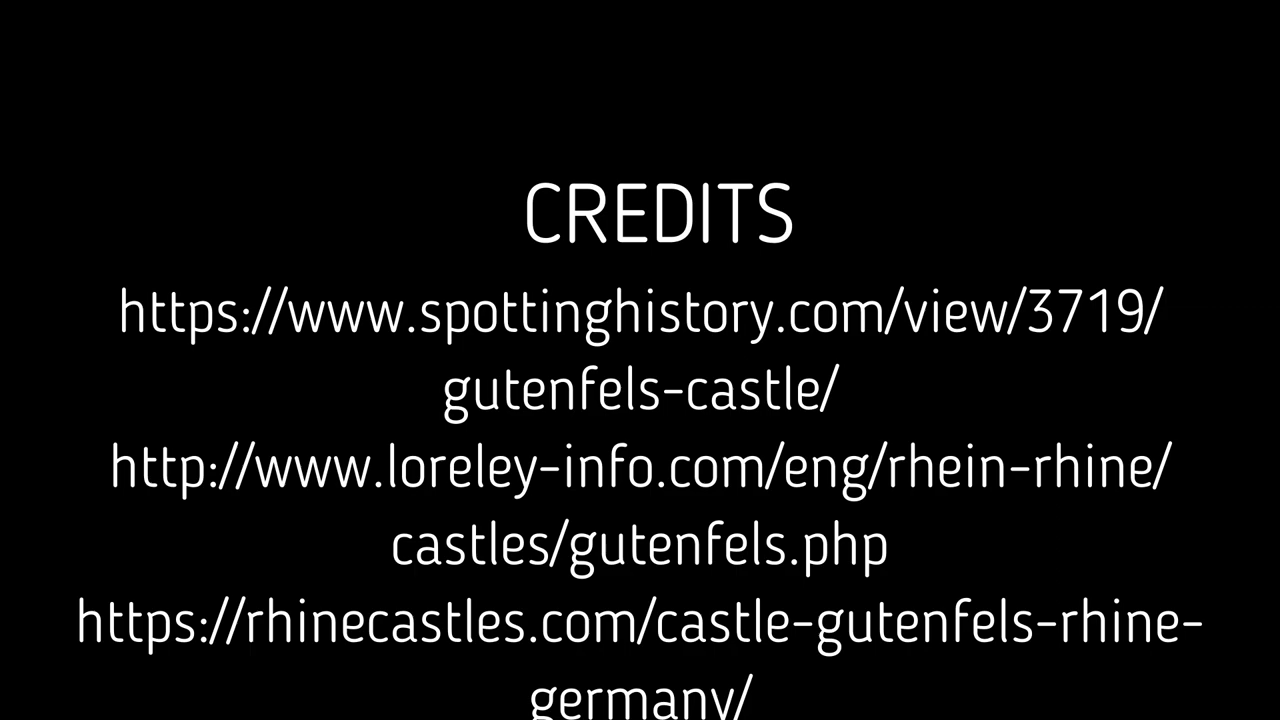 CREDITS
https://www.spottinghistory.com/view/3719/
gutenfels-castle/
http://www.loreley-info.com/eng/rhein-rhine/
castles/gutenfels.php
https://rhinecastles.com/castle-gutenfels-rhine-
germany/